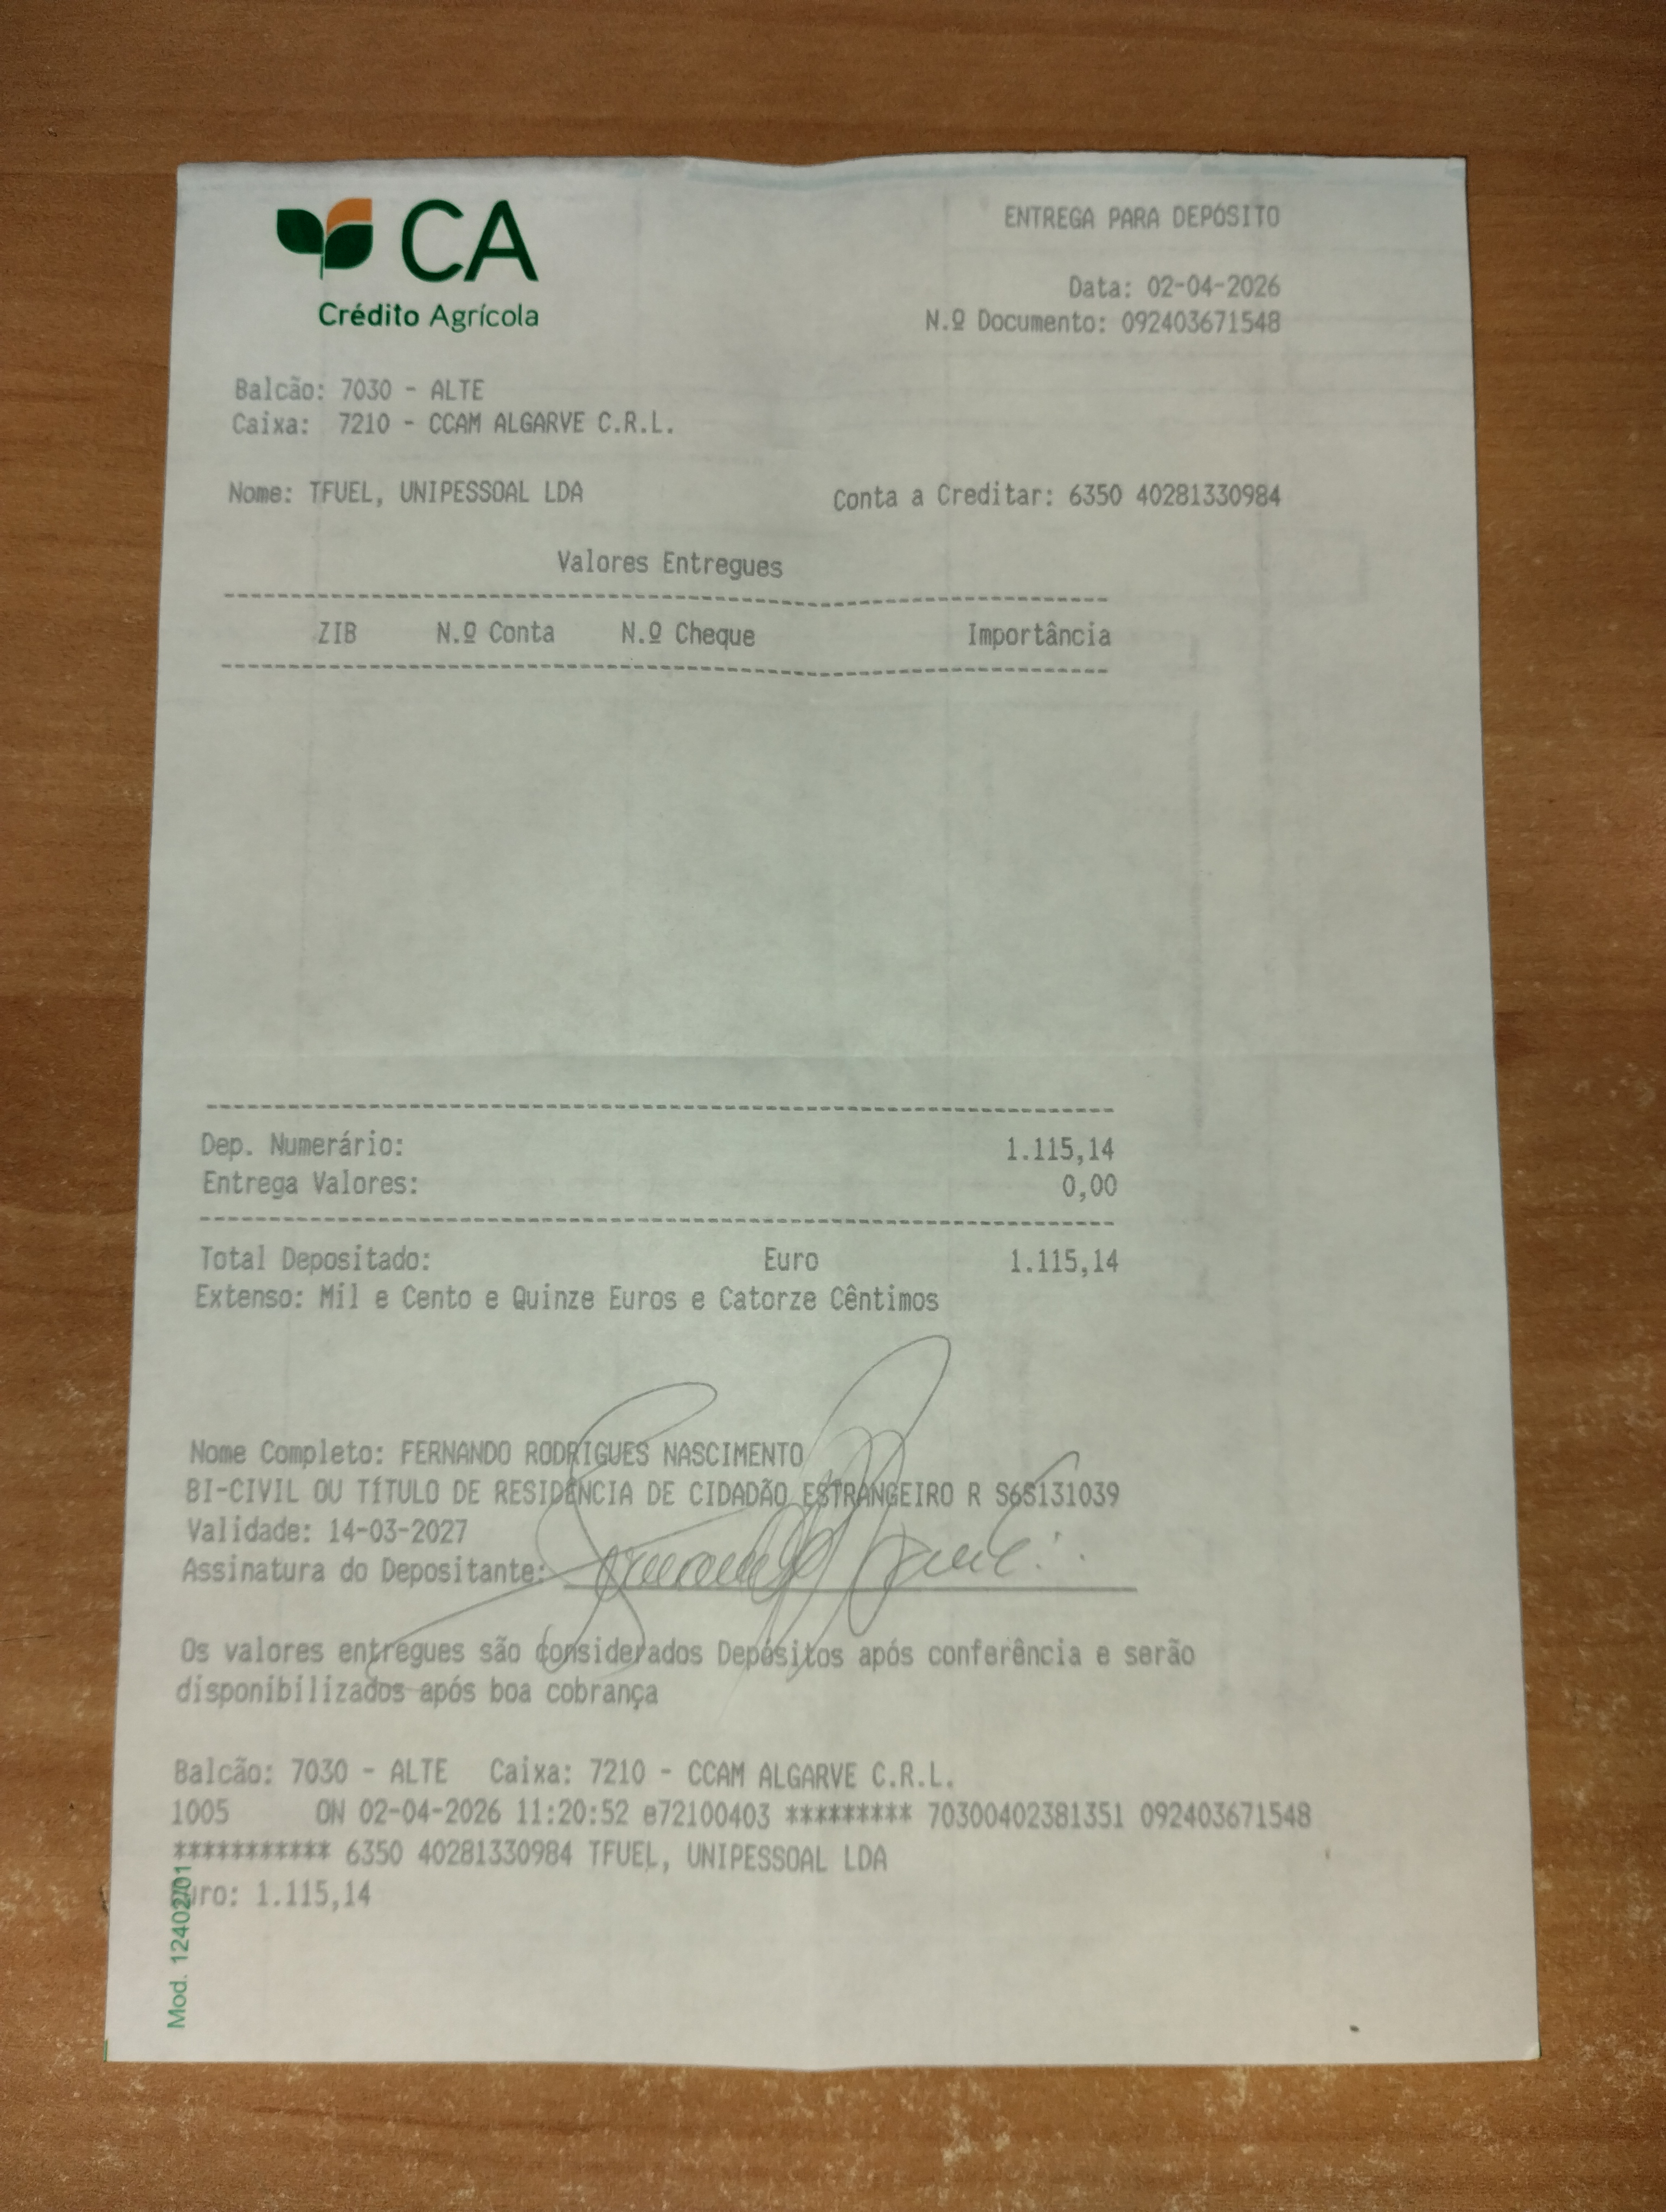 CA
Crédito Agrícola
ENTREGA PARA DEPÓSITO
Data: 02-04-2026
N.º Documento: 092403671548
Balcão: 7030 - ALTE
Caixa: 7210 - CCAM ALGARVE C.R.L.
Nome: TFUEL, UNIPESSOAL LDA Conta a Creditar: 6350 40281330984
Valores Entregues
ZIB N.º Conta N.º Cheque Importância
Dep. Numerário: 1.115,14
Entrega Valores: 0,00
Total Depositado: Euro 1.115,14
Extenso: Mil e Cento e Quinze Euros e Catorze Cêntimos
Nome Completo: FERNANDO RODRIGUES NASCIMENTO
BI-CIVIL OU TÍTULO DE RESIDÊNCIA DE CIDADÃO ESTRANGEIRO R S6S131039
Validade: 14-03-2027
Assinatura do Depositante:
Os valores entregues são considerados Depósitos após conferência e serão
disponibilizados após boa cobrança
Balcão: 7030 - ALTE Caixa: 7210 - CCAM ALGARVE C.R.L.
1005 ON 02-04-2026 11:20:52 e72100403 ********* 70300402381351 092403671548
*********** 6350 40281330984 TFUEL, UNIPESSOAL LDA
uro: 1.115,14
Mod. 12402/01